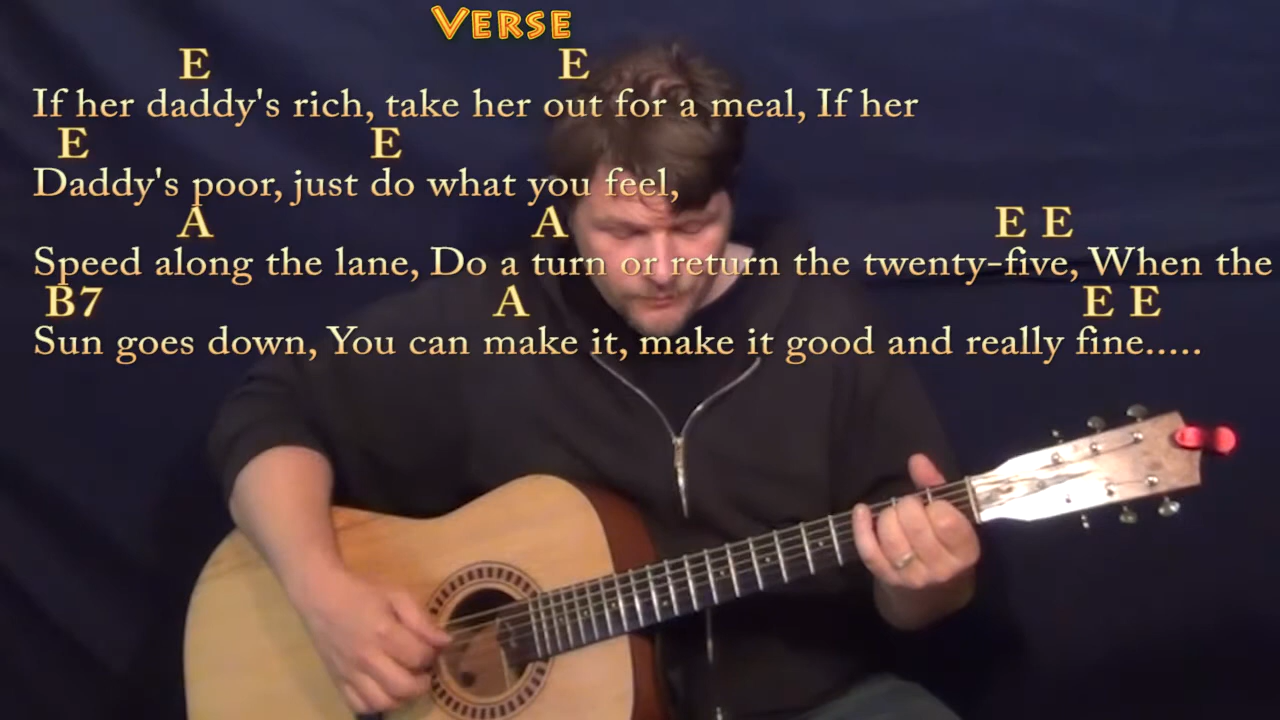 VERSE
E E
If her daddy's rich, take her out for a meal, If her
E E
Daddy's poor, just do what you feel,
A A E E
Speed along the lane, Do a turn or return the twenty-five, When the
B7 A E E
Sun goes down, You can make it, make it good and really fine.....